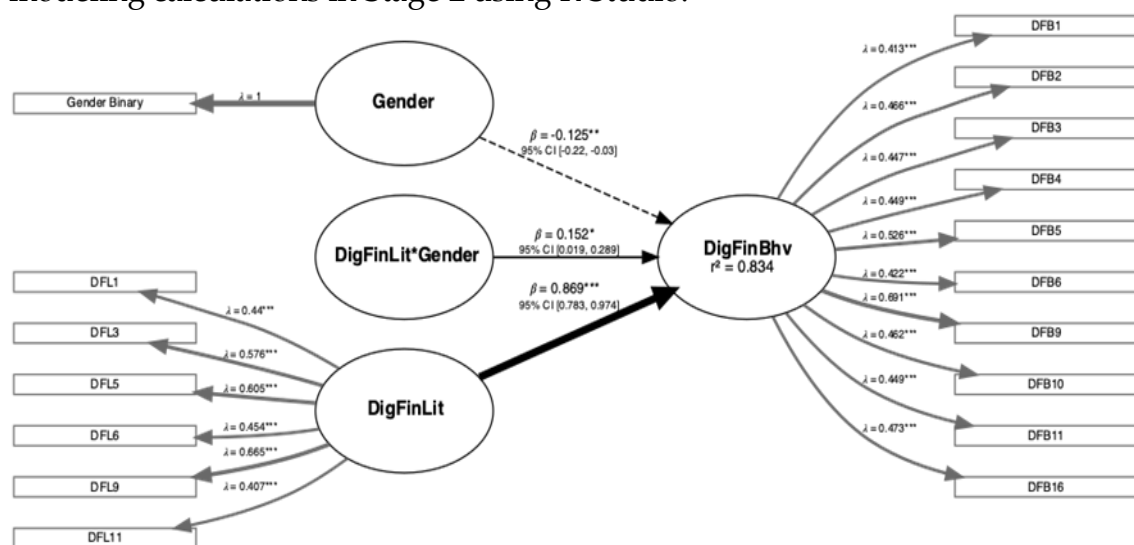 modeling calculations in Stage 2 using RStudio.
Gender Binary
λ = 1
Gender
β = -0.125**
95% CI [-0.22, -0.03]
DigFinLit*Gender
β = 0.152*
95% CI [0.019, 0.289]
β = 0.869***
95% CI [0.783, 0.974]
DigFinLit
DFL1
λ = 0.44***
DFL3
λ = 0.576***
DFL5
λ = 0.605***
DFL6
λ = 0.454***
DFL9
λ = 0.665***
DFL11
λ = 0.407***
DigFinBhv
r² = 0.834
DFB1
λ = 0.413***
DFB2
λ = 0.466***
DFB3
λ = 0.447***
DFB4
λ = 0.449***
DFB5
λ = 0.526***
DFB6
λ = 0.422***
DFB9
λ = 0.691***
DFB10
λ = 0.462***
DFB11
λ = 0.449***
DFB16
λ = 0.473***